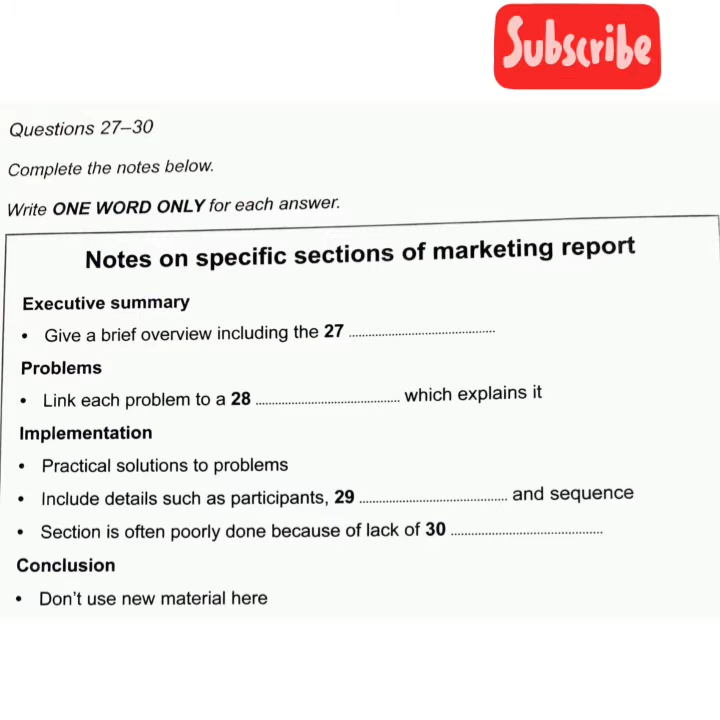 Subscribe
Questions 27–30
Complete the notes below.
Write ONE WORD ONLY for each answer.
Notes on specific sections of marketing report
Executive summary
• Give a brief overview including the 27 ..............................
Problems
• Link each problem to a 28 .............................. which explains it
Implementation
• Practical solutions to problems
• Include details such as participants, 29 .............................. and sequence
• Section is often poorly done because of lack of 30 ..............................
Conclusion
• Don't use new material here